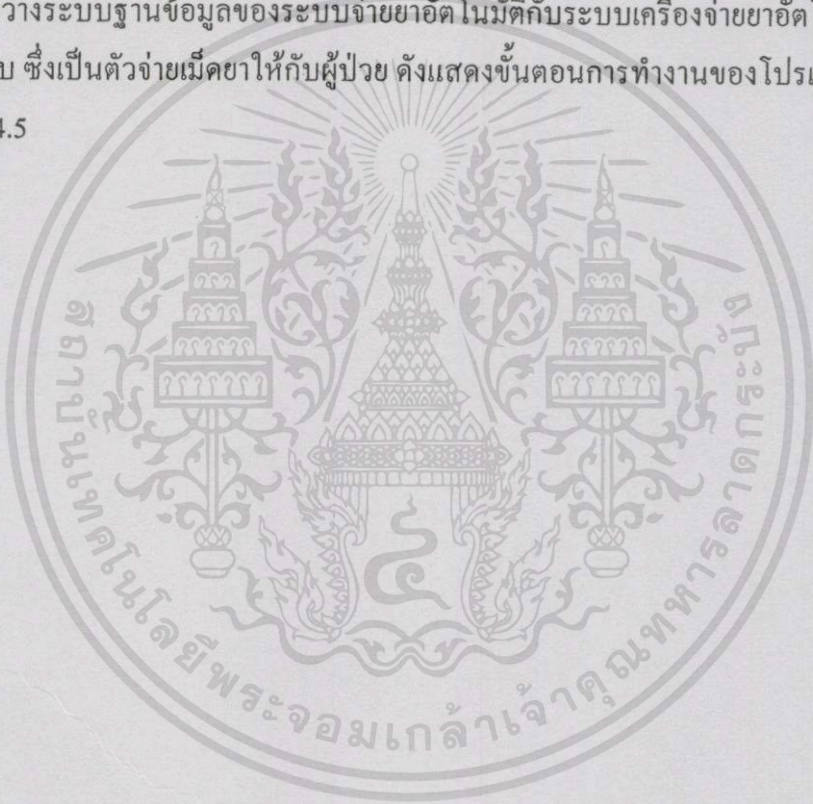 วางระบบฐานข้อมูลของระบบจ่ายยาอัตโนมัติกับระบบเครื่องจ่ายยาอัต
บ ซึ่งเป็นตัวจ่ายเม็ดยาให้กับผู้ป่วย ดังแสดงขั้นตอนการทำงานของโปรแ
4.5
สถาบันเทคโนโลยีพระจอมเกล้าเจ้าคุณทหารลาดกระบัง